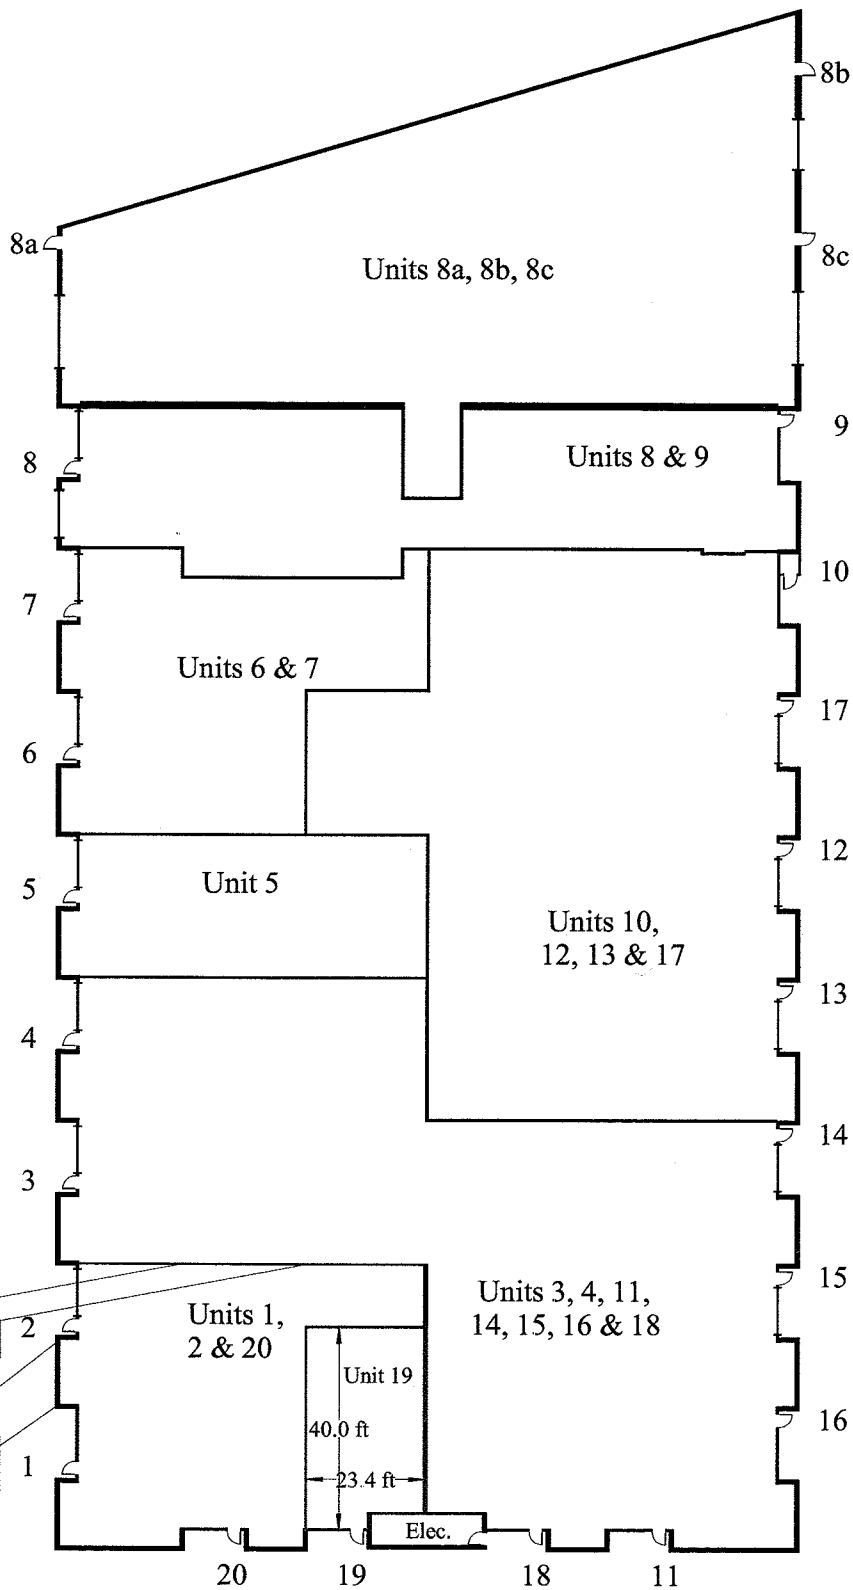 8b
8a
8c
Units 8a, 8b, 8c
9
8
Units 8 & 9
10
7
Units 6 & 7
17
6
12
5
Unit 5
Units 10,
12, 13 & 17
13
4
14
3
15
Units 3, 4, 11,
14, 15, 16 & 18
2
Units 1,
2 & 20
Unit 19
16
40.0 ft
1
23.4 ft
Elec.
20
19
18
11